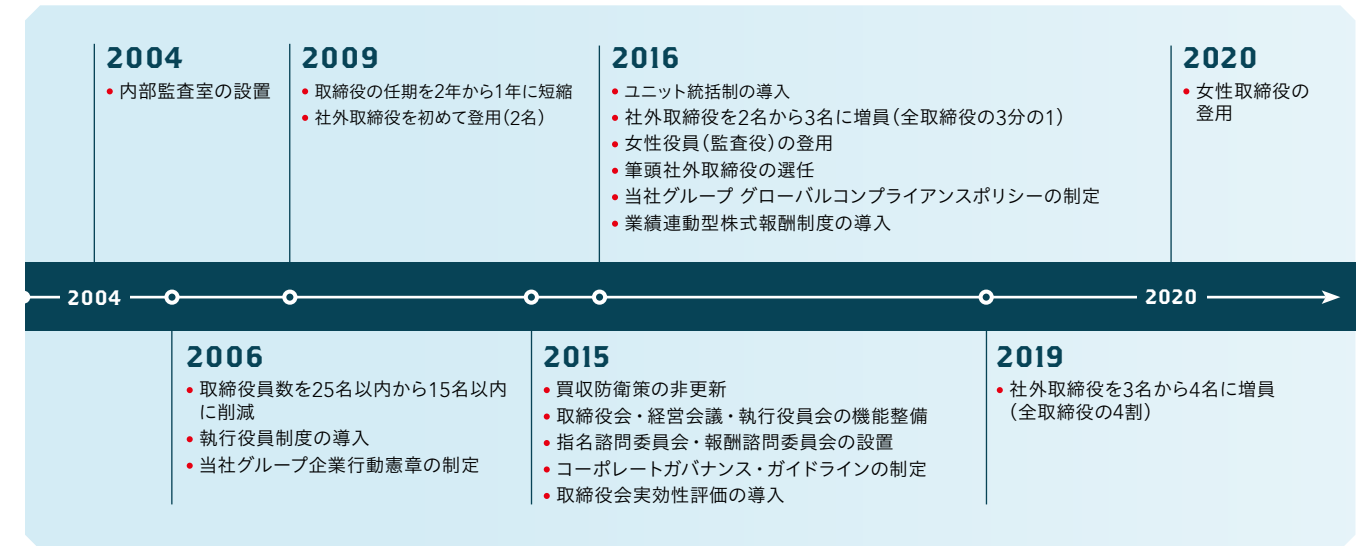 2004
• 内部監査室の設置
2009
• 取締役の任期を2年から1年に短縮
• 社外取締役を初めて登用(2名)
2016
• ユニット統括制の導入
• 社外取締役を2名から3名に増員(全取締役の3分の1)
• 女性役員(監査役)の登用
• 筆頭社外取締役の選任
• 当社グループ グローバルコンプライアンスポリシーの制定
• 業績連動型株式報酬制度の導入
2020
• 女性取締役の
登用
2004
2020
2006
• 取締役員数を25名以内から15名以内
に削減
• 執行役員制度の導入
• 当社グループ企業行動憲章の制定
2015
• 買収防衛策の非更新
• 取締役会・経営会議・執行役員会の機能整備
• 指名諮問委員会・報酬諮問委員会の設置
• コーポレートガバナンス・ガイドラインの制定
• 取締役会実効性評価の導入
2019
• 社外取締役を3名から4名に増員
(全取締役の4割)